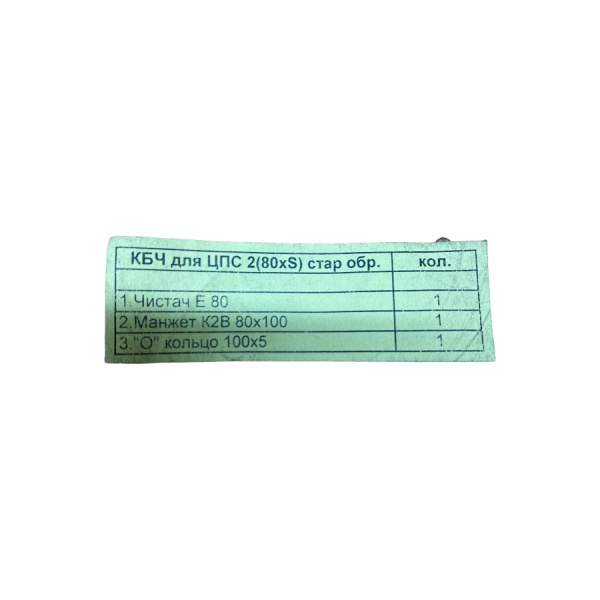 КБЧ для ЦПС 2(80xS) стар обр. кол.
1.Чистач Е 80 1
2.Манжет К2В 80x100 1
3."О" кольцо 100x5 1